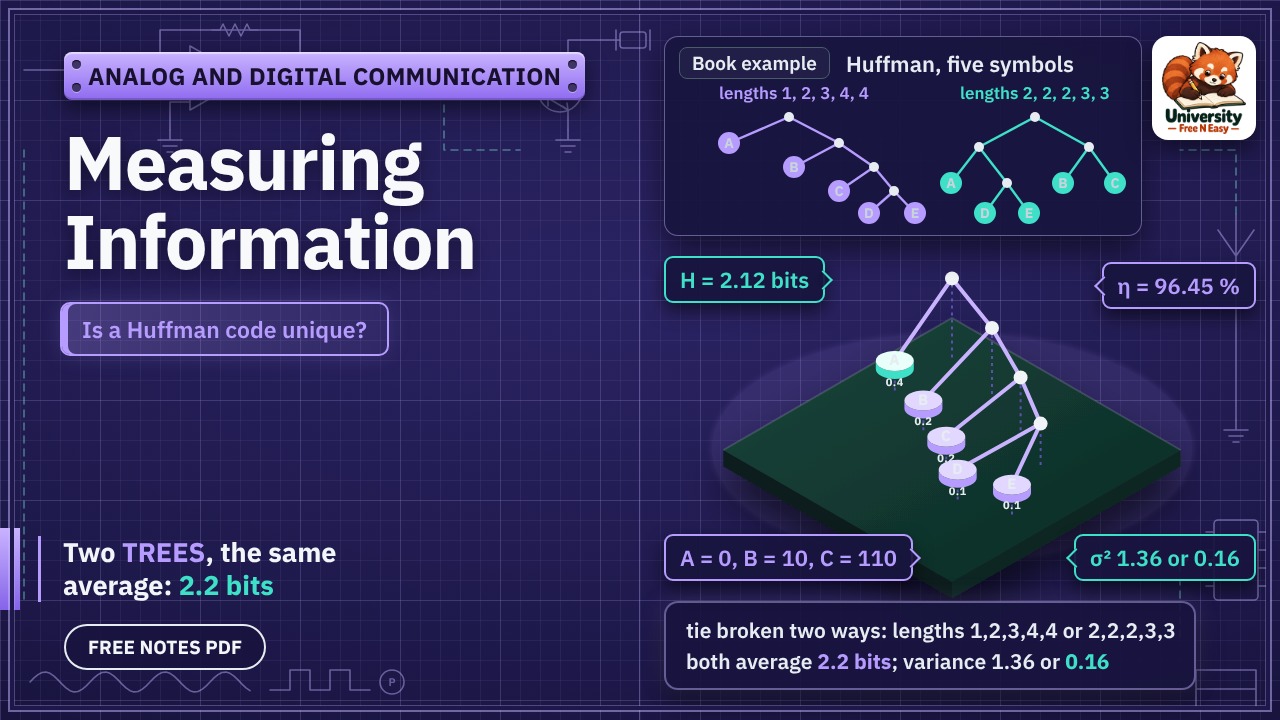 ANALOG AND DIGITAL COMMUNICATION
Measuring
Information
Is a Huffman code unique?
Two TREES, the same
average: 2.2 bits
FREE NOTES PDF
P
Book example
Huffman, five symbols
lengths 1, 2, 3, 4, 4
A
B
C
D
E
lengths 2, 2, 2, 3, 3
A
B
C
D
E
University
Free N Easy
H = 2.12 bits
η = 96.45 %
A
0.4
B
0.2
C
0.2
D
0.1
E
0.1
A = 0, B = 10, C = 110
σ² 1.36 or 0.16
tie broken two ways: lengths 1,2,3,4,4 or 2,2,2,3,3
both average 2.2 bits; variance 1.36 or 0.16